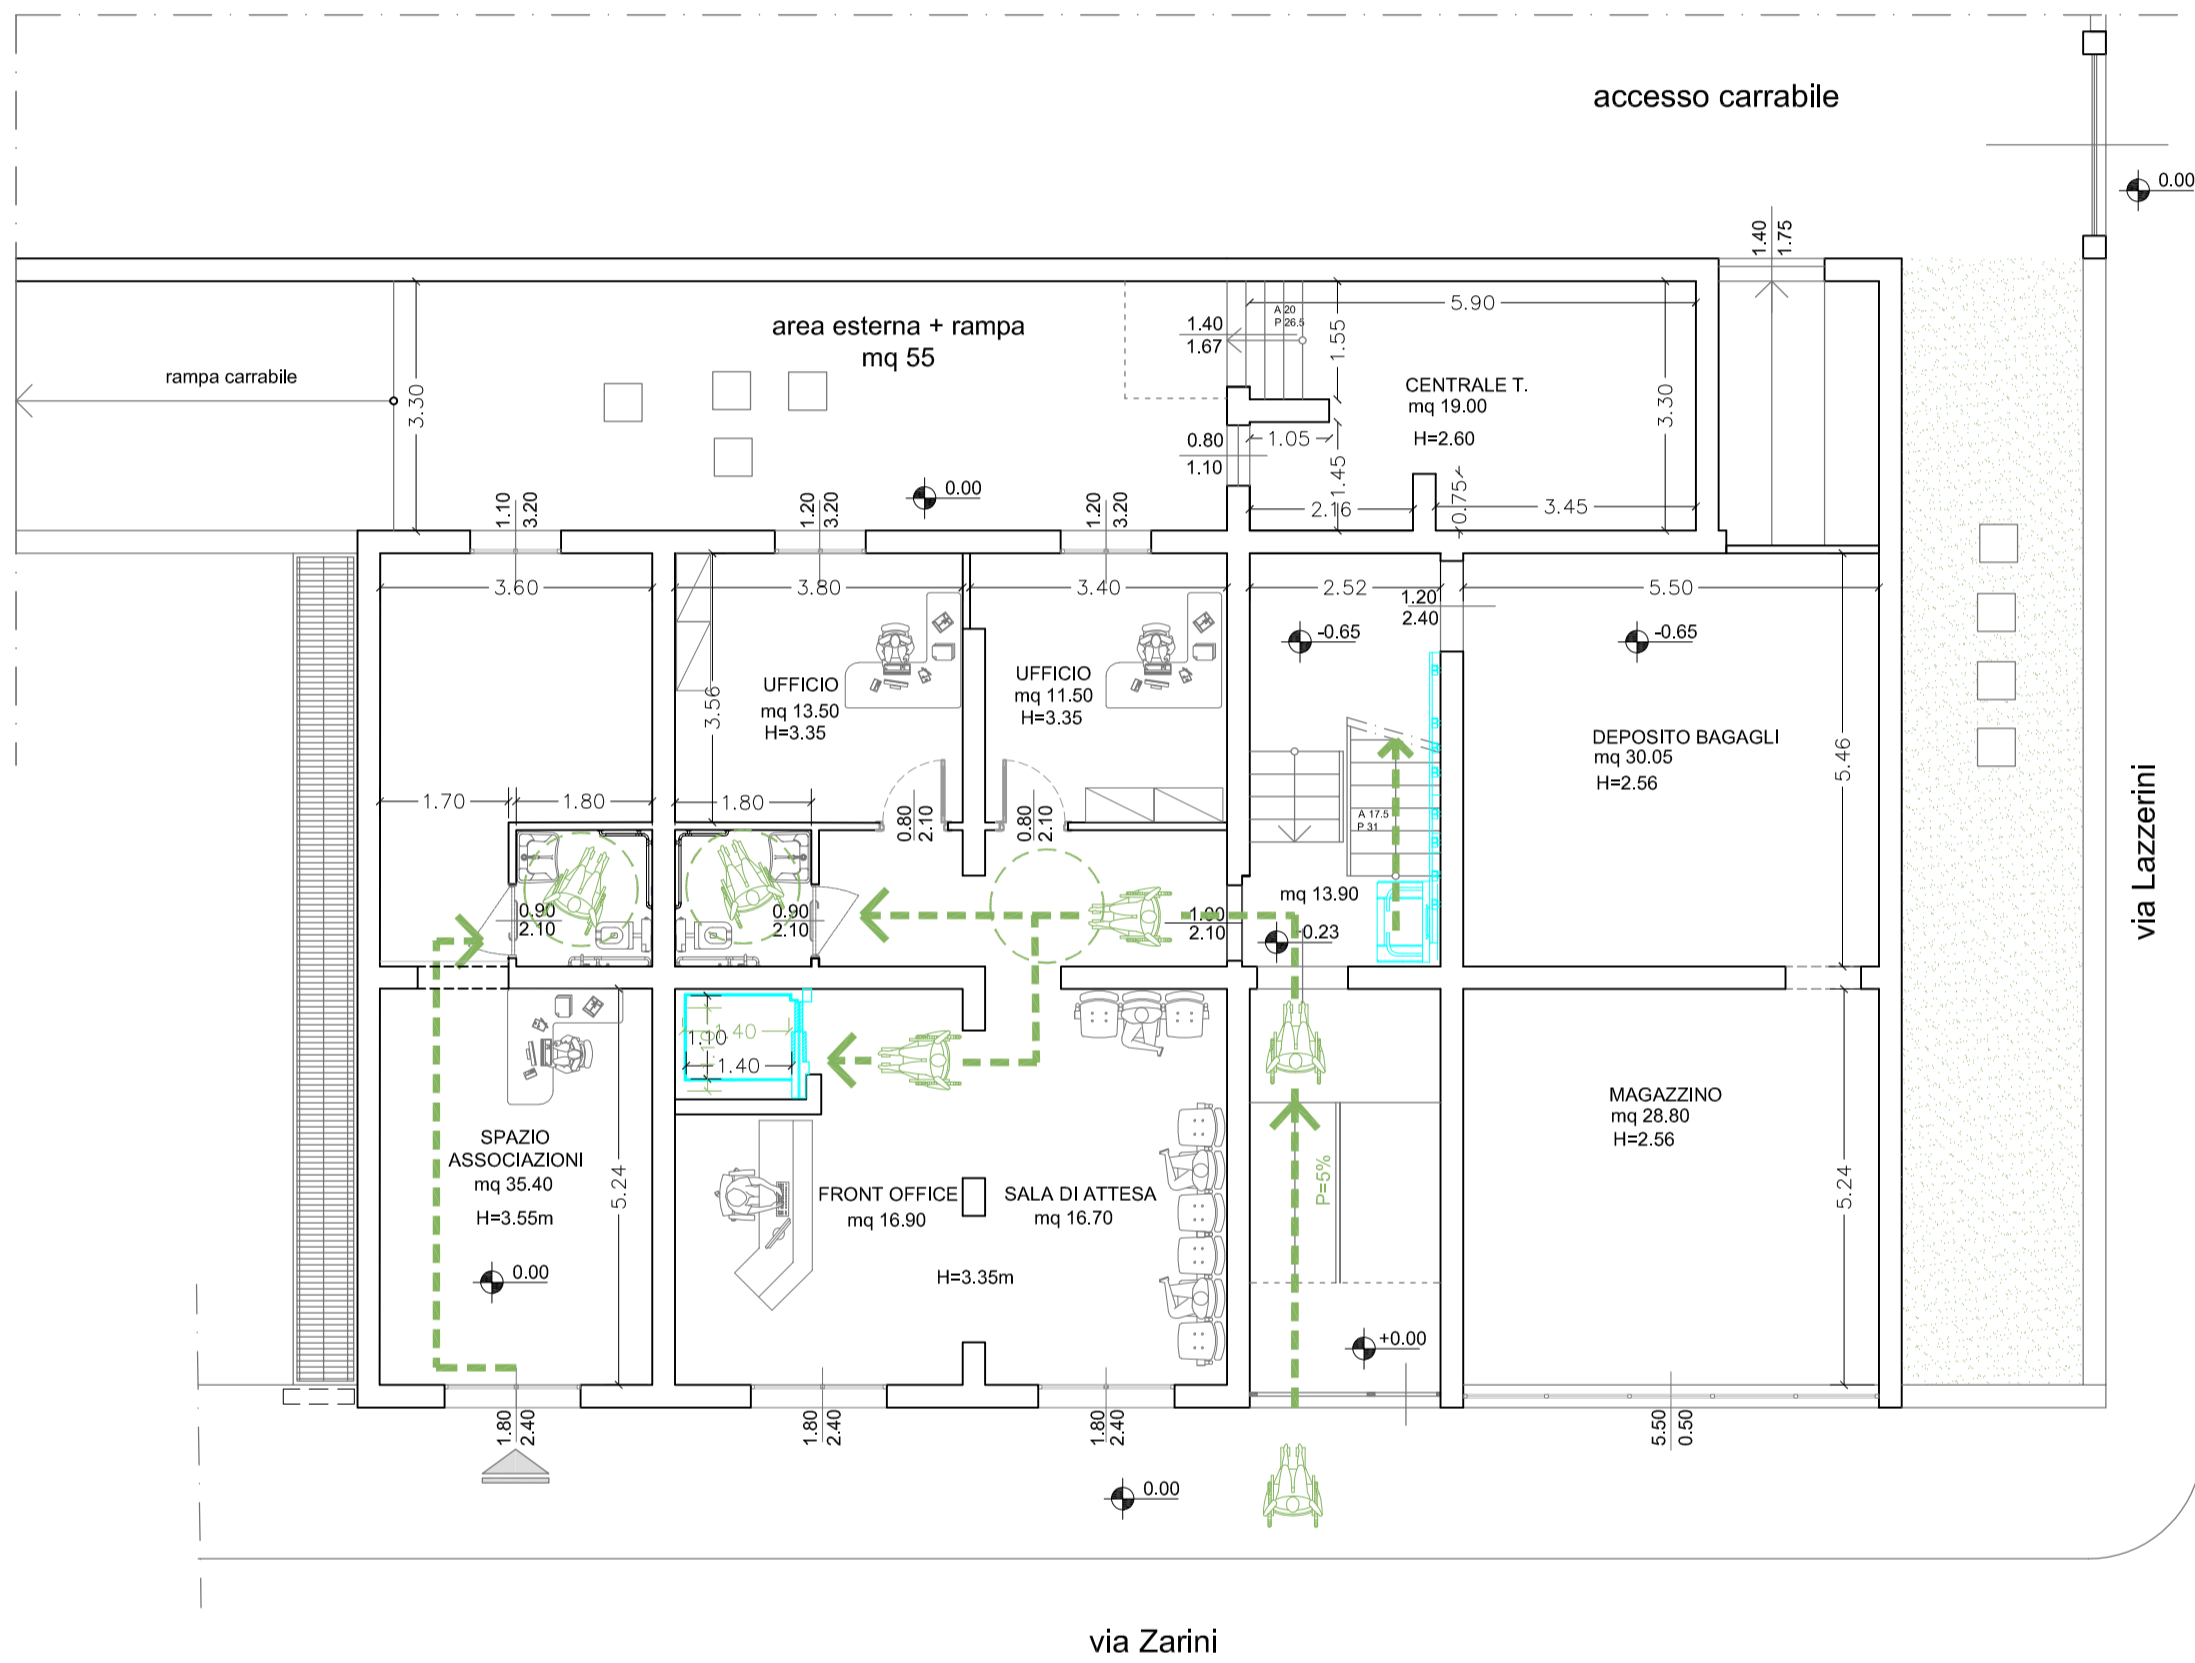 accesso carrabile
0.00
1.40
1.75
5.90
A 20
P 26.5
1.40
1.67
1.55
area esterna + rampa
mq 55
rampa carrabile
3.30
CENTRALE T.
mq 19.00
H=2.60
3.30
0.80
1.10
1.05
1.45
0.75
2.16
3.45
0.00
1.10
3.20
1.20
3.20
1.20
3.20
3.60
3.80
3.40
2.52
5.50
1.20
2.40
-0.65
-0.65
UFFICIO
mq 13.50
H=3.35
3.56
UFFICIO
mq 11.50
H=3.35
DEPOSITO BAGAGLI
mq 30.05
H=2.56
5.46
1.70
1.80
1.80
0.80
2.10
0.80
2.10
A 17.5
P 31
via Lazzerini
mq 13.90
0.90
2.10
0.90
2.10
1.00
2.10
-0.23
1.40
1.10
1.40
MAGAZZINO
mq 28.80
H=2.56
SPAZIO
ASSOCIAZIONI
mq 35.40
H=3.55m
5.24
FRONT OFFICE
mq 16.90
SALA DI ATTESA
mq 16.70
P=5%
5.24
H=3.35m
0.00
+0.00
1.80
2.40
1.80
2.40
1.80
2.40
5.50
0.50
0.00
via Zarini